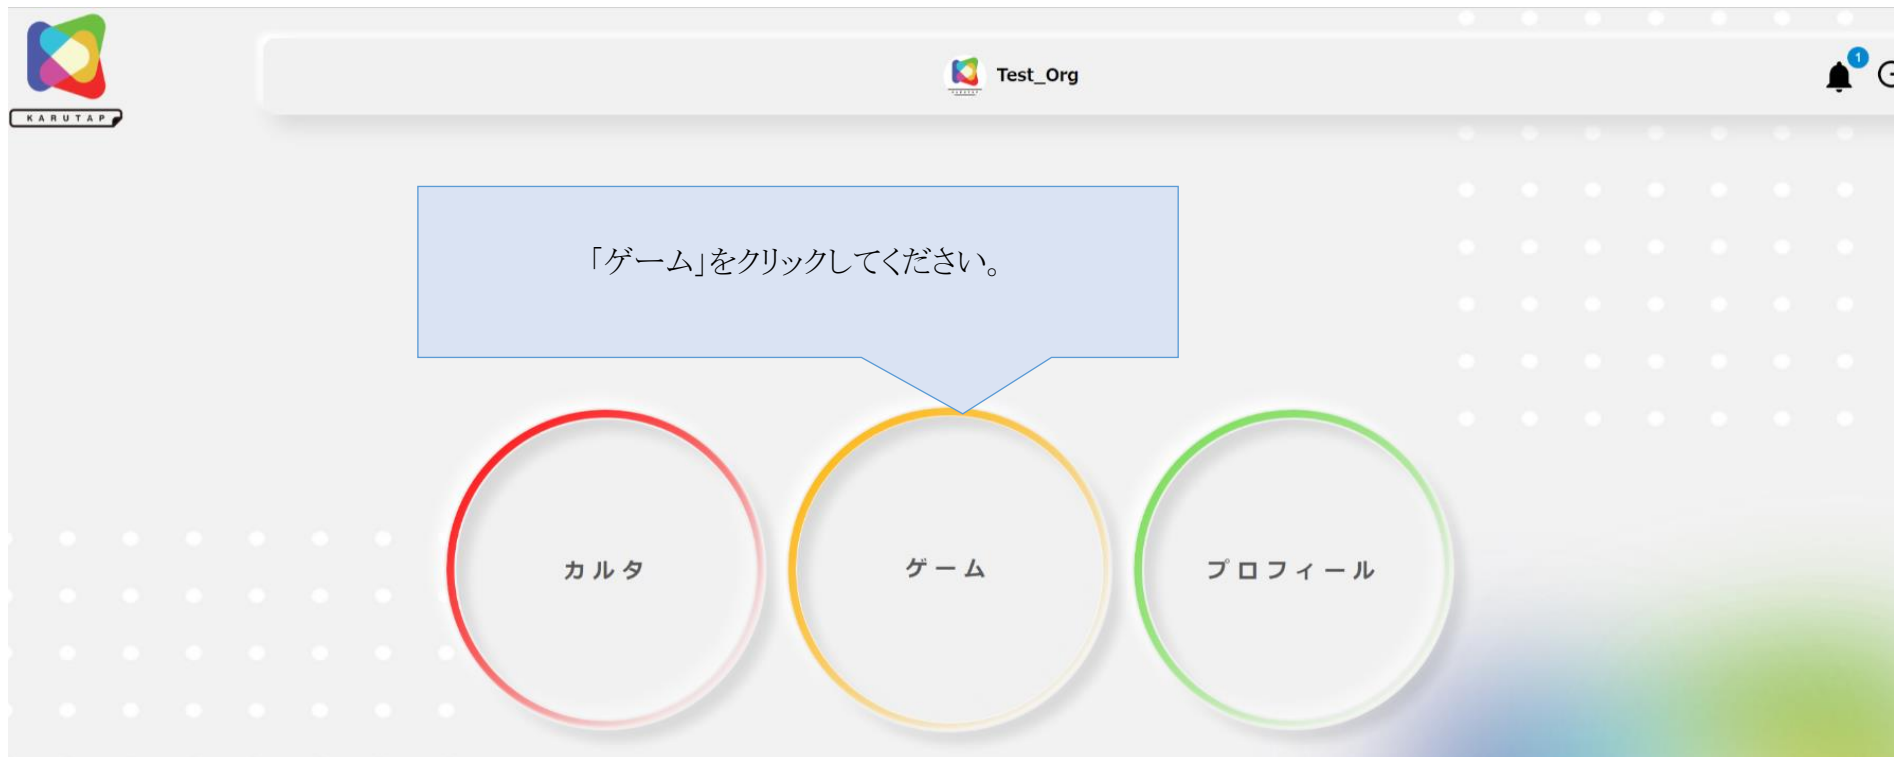 KARUTAP
Test_Org
1
「ゲーム」をクリックしてください。
カルタ
ゲーム
プロフィール